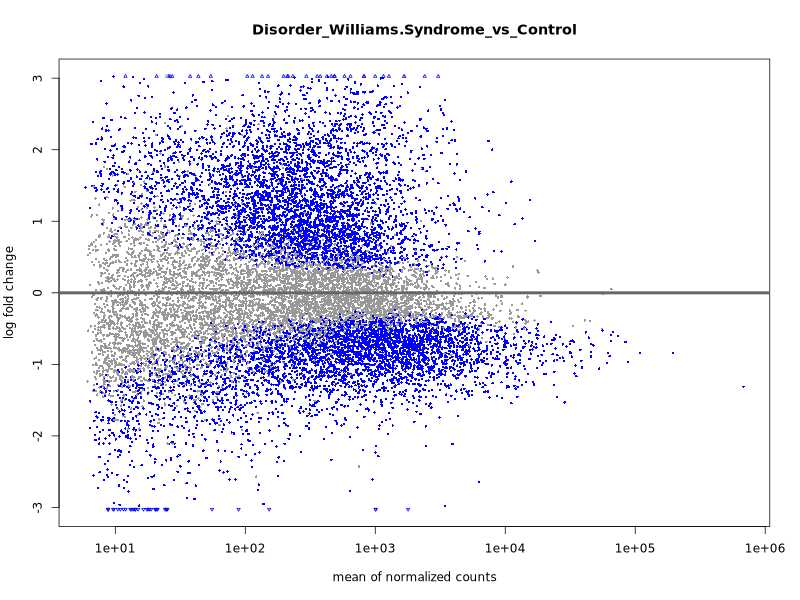 Disorder_Williams.Syndrome_vs_Control
3
2
1
0
-1
-2
-3
log fold change
1e+01 1e+02 1e+03 1e+04 1e+05 1e+06
mean of normalized counts